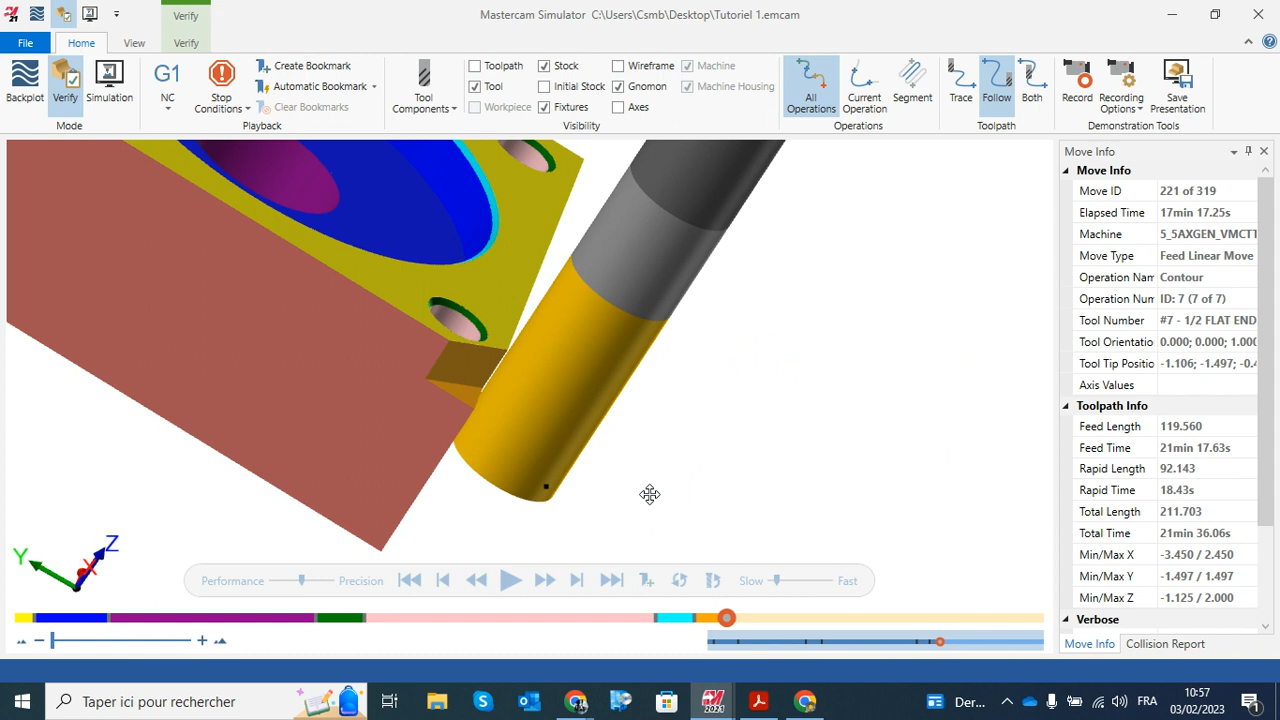 Verify
Mastercam Simulator C:\Users\Csmb\Desktop\Tutoriel 1.emcam
File
Home
View
Verify
Backplot
Verify
Simulation
Mode
G1
NC
Stop
Conditions
Create Bookmark
Automatic Bookmark
Clear Bookmarks
Playback
Tool
Components
Toolpath
Tool
Workpiece
Stock
Initial Stock
Fixtures
Wireframe
Gnomon
Axes
Machine
Machine Housing
Visibility
All
Operations
Current
Operation
Segment
Operations
Trace
Follow
Both
Toolpath
Record
Recording
Options
Save
Presentation
Demonstration Tools
Move Info
Move Info
Move ID 221 of 319
Elapsed Time 17min 17.25s
Machine 5_5AXGEN_VMCTT
Move Type Feed Linear Move
Operation Nam Contour
Operation Num ID: 7 (7 of 7)
Tool Number #7 - 1/2 FLAT END
Tool Orientatio 0.000; 0.000; 1.000
Tool Tip Positio -1.106; -1.497; -0.4
Axis Values
Toolpath Info
Feed Length 119.560
Feed Time 21min 17.63s
Rapid Length 92.143
Rapid Time 18.43s
Total Length 211.703
Total Time 21min 36.06s
Min/Max X -3.450 / 2.450
Min/Max Y -1.497 / 1.497
Min/Max Z -1.125 / 2.000
Verbose
Move Info Collision Report
Y
X
Z
Performance Precision
Slow Fast
Taper ici pour rechercher
2021
Der...
FRA
10:57
03/02/2023
1